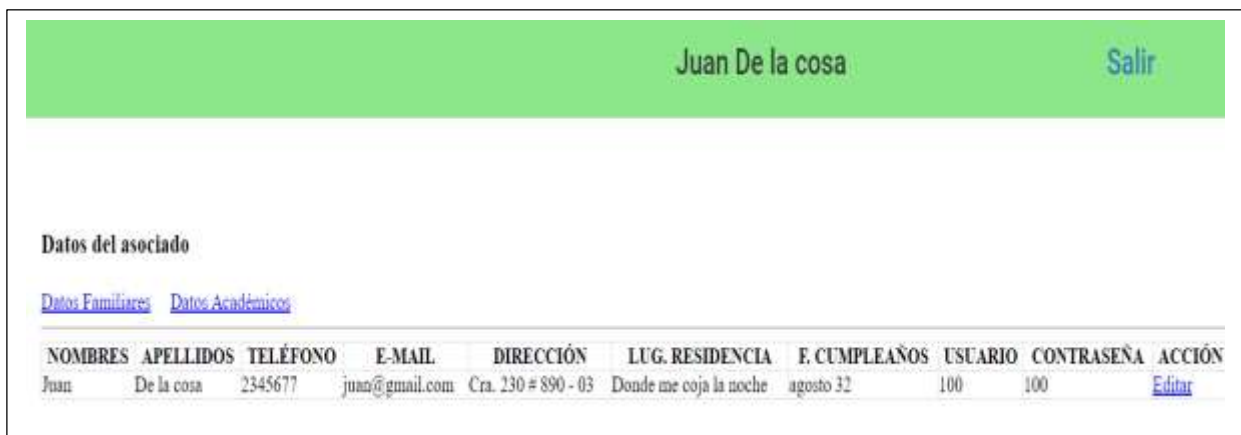 Juan De la cosa Salir
Datos del asociado
Datos Familiares Datos Académicos
NOMBRES APELLIDOS TELÉFONO E-MAIL DIRECCIÓN LUG. RESIDENCIA F. CUMPLEAÑOS USUARIO CONTRASEÑA ACCIÓN
Juan De la cosa 2345677 juan@gmail.com Cra. 230 # 890 - 03 Donde me coja la noche agosto 32 100 100 Editar